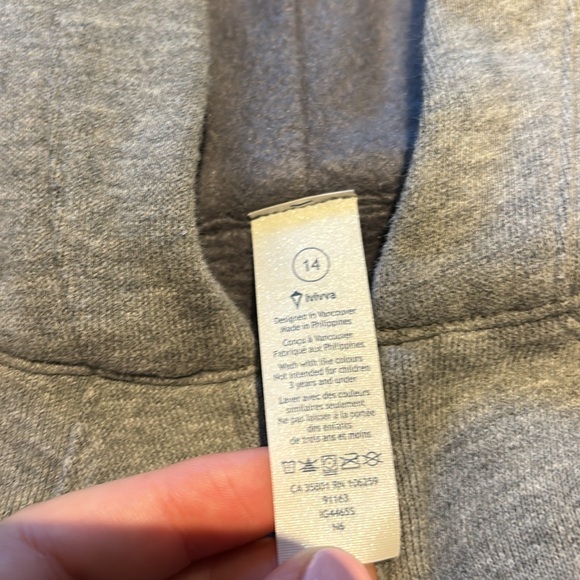 14
ivivva
Designed in Vancouver
Made in Philippines
Conçu à Vancouver
Fabriqué aux Philippines
Wash with like colours
Not intended for children
3 years and under
Laver avec des couleurs
similaires seulement.
Ne pas laisser à la portée
des enfants
de trois ans et moins
CA 35801 RN 106259
91163
IG4465S
N6